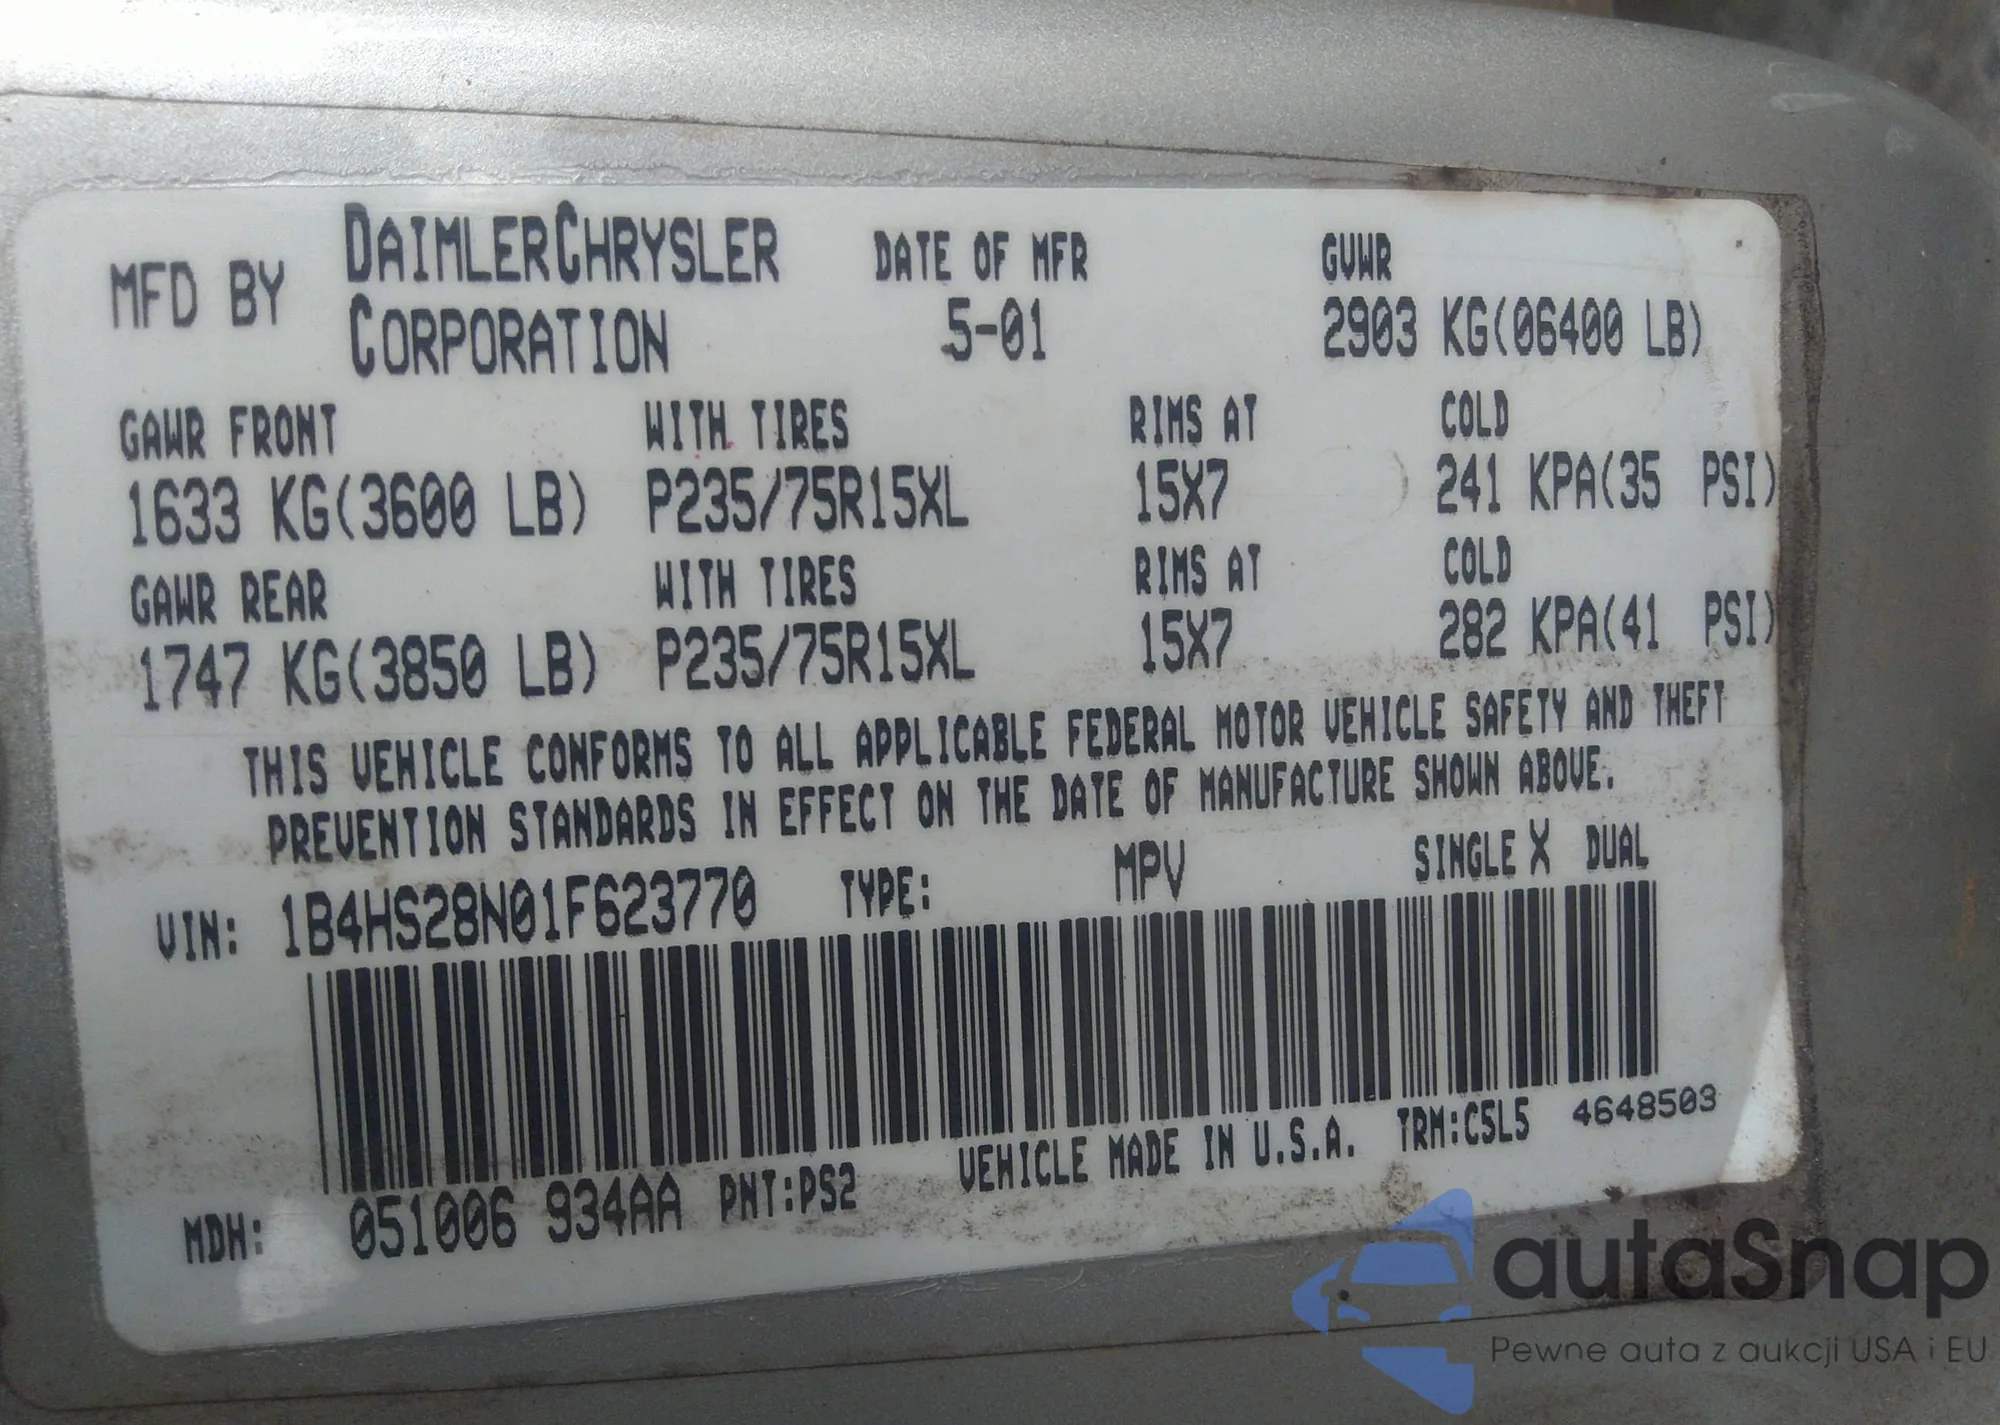 MFD BY DAIMLERCHRYSLER CORPORATION DATE OF MFR 5-01 GVWR 2903 KG(06400 LB)
GAWR FRONT WITH TIRES RIMS AT COLD
1633 KG(3600 LB) P235/75R15XL 15X7 241 KPA(35 PSI)
GAWR REAR WITH TIRES RIMS AT COLD
1747 KG(3850 LB) P235/75R15XL 15X7 282 KPA(41 PSI)
THIS VEHICLE CONFORMS TO ALL APPLICABLE FEDERAL MOTOR VEHICLE SAFETY AND THEFT
PREVENTION STANDARDS IN EFFECT ON THE DATE OF MANUFACTURE SHOWN ABOVE.
VIN: 1B4HS28N01F623770 TYPE: MPV SINGLE X DUAL
MDH: 051006 934AA PNT:PS2 VEHICLE MADE IN U.S.A. TRM:C5L5 4648503
autaSnap
Pewne auta z aukcji USA i EU